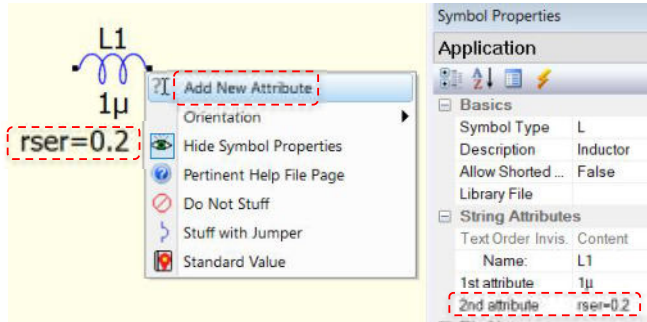 L1
1µ
rser=0.2
?I Add New Attribute
Orientation
Hide Symbol Properties
Pertinent Help File Page
Do Not Stuff
Stuff with Jumper
Standard Value
Symbol Properties
Application
Basics
Symbol Type L
Description Inductor
Allow Shorted ... False
Library File
String Attributes
Text Order Invis. Content
Name: L1
1st attribute 1µ
2nd attribute rser=0.2